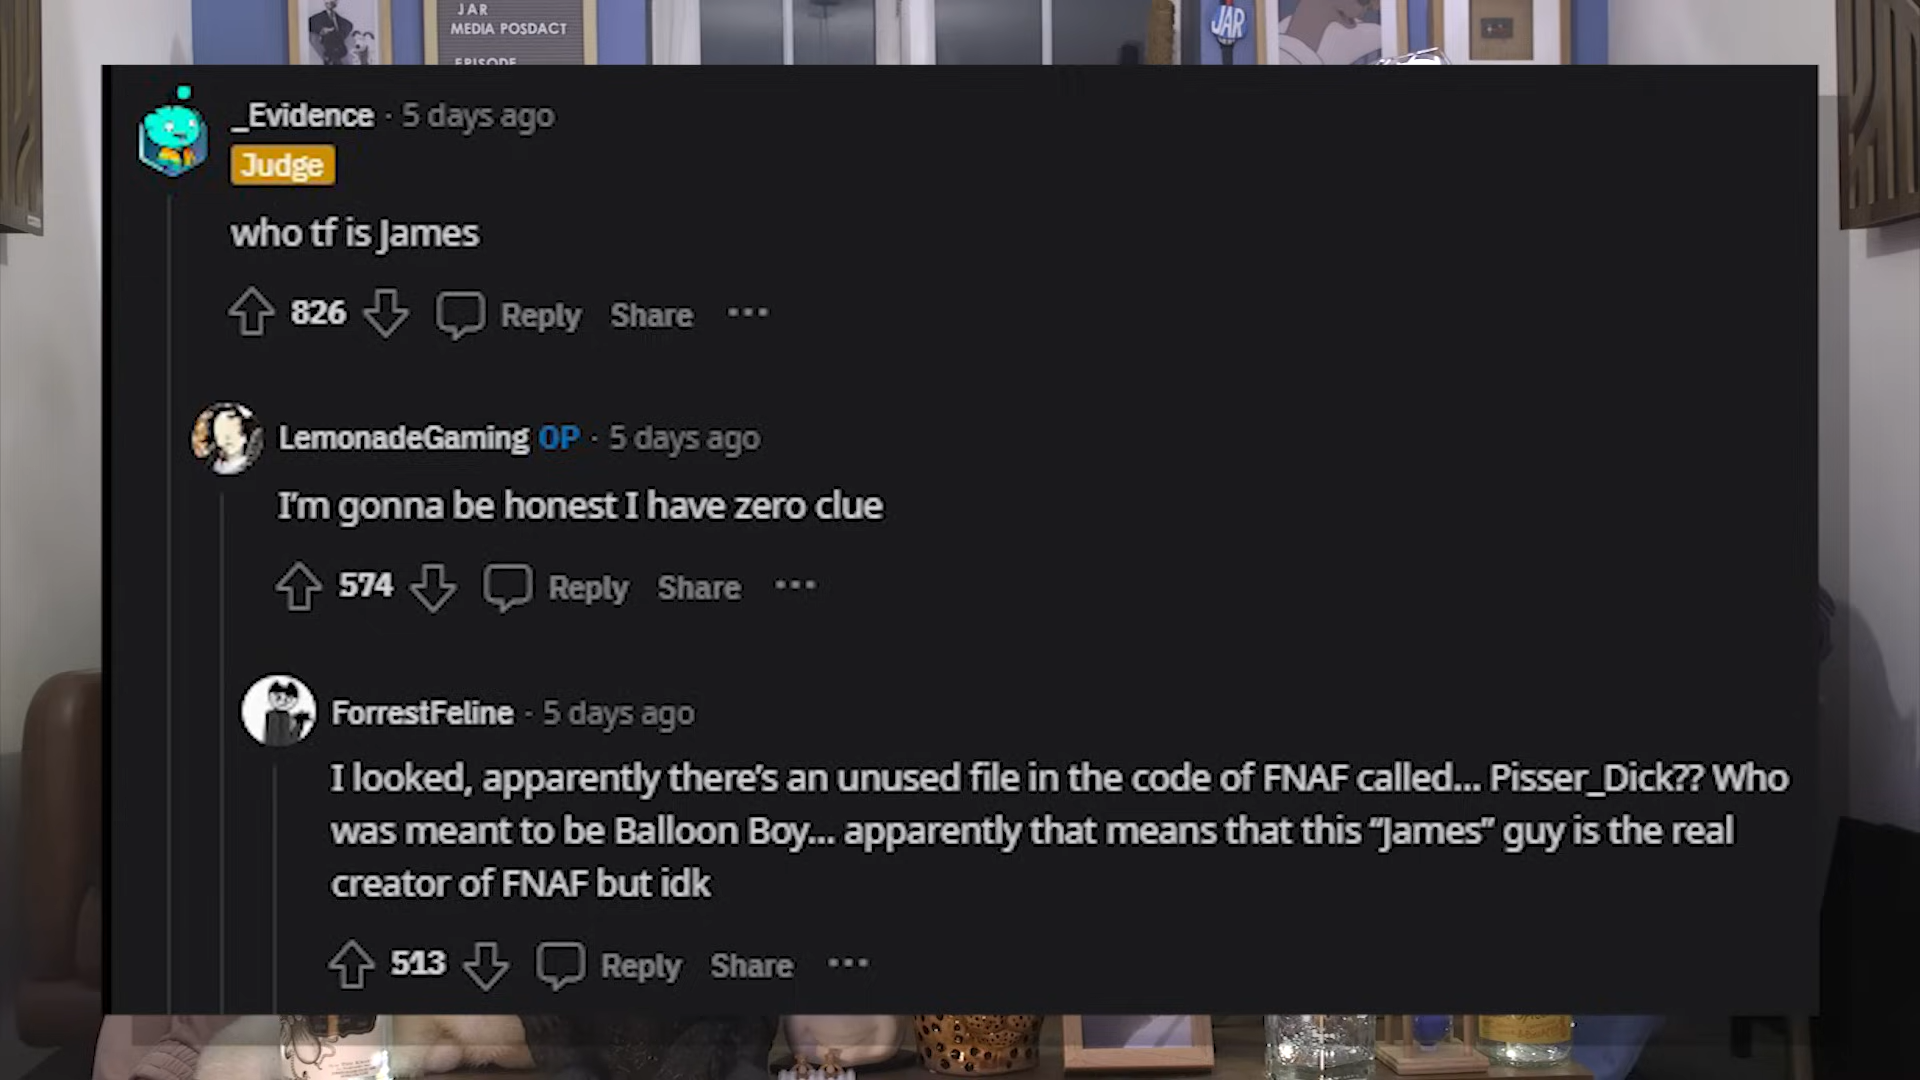 JAR
MEDIA POSDACT
EPISODE
JAR
_Evidence · 5 days ago
Judge
who tf is James
826 Reply Share ...
LemonadeGaming OP · 5 days ago
I'm gonna be honest I have zero clue
574 Reply Share ...
ForrestFeline · 5 days ago
I looked, apparently there's an unused file in the code of FNAF called... Pisser_Dick?? Who
was meant to be Balloon Boy... apparently that means that this “James” guy is the real
creator of FNAF but idk
513 Reply Share ...